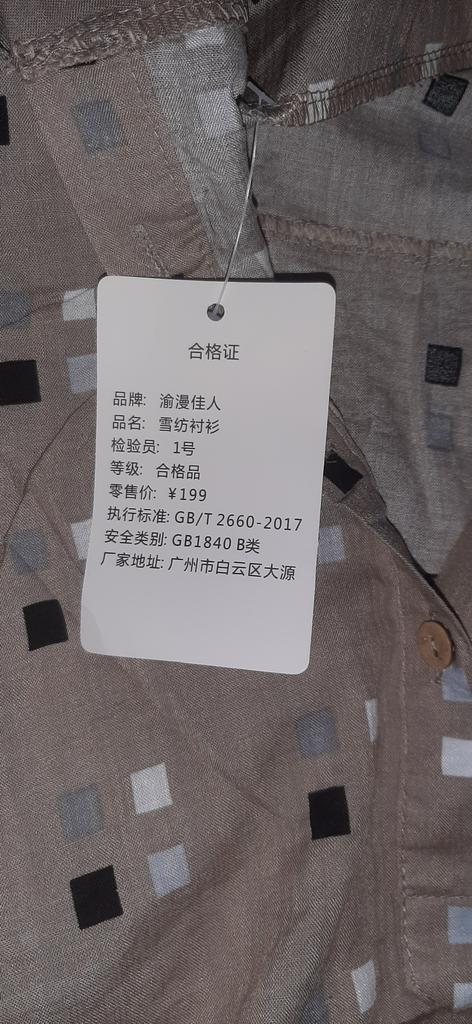 合格证
品牌: 渝漫佳人
品名: 雪纺衬衫
检验员: 1号
等级: 合格品
零售价: ¥199
执行标准: GB/T 2660-2017
安全类别: GB1840 B类
厂家地址: 广州市白云区大源